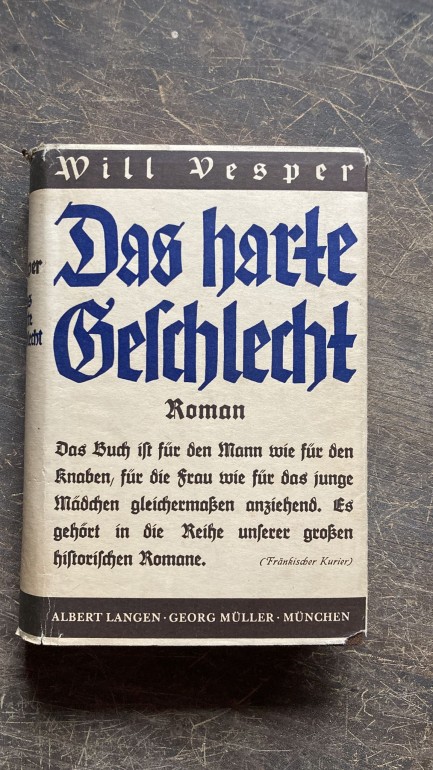 Will Vesper
Das harte
Geschlecht
Roman
Das Buch ist für den Mann wie für den
Knaben, für die Frau wie für das junge
Mädchen gleichermaßen anziehend. Es
gehört in die Reihe unserer großen
historischen Romane.
(Fränkischer Kurier)
ALBERT LANGEN · GEORG MÜLLER · MÜNCHEN